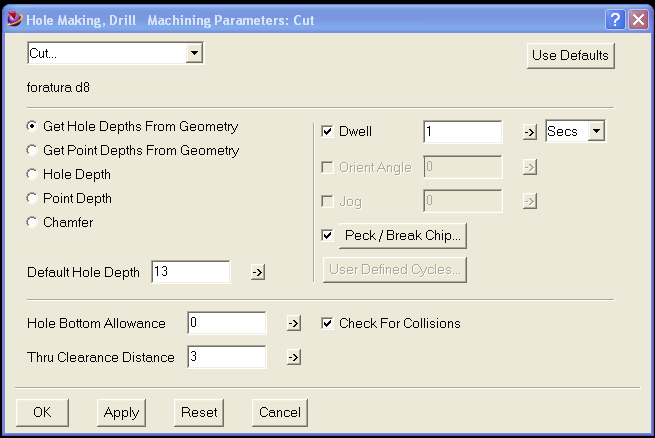 Hole Making, Drill Machining Parameters: Cut
Cut...
Use Defaults
foratura d8
Get Hole Depths From Geometry
Get Point Depths From Geometry
Hole Depth
Point Depth
Chamfer
Default Hole Depth 13
Dwell 1 Secs
Orient Angle 0
Jog 0
Peck / Break Chip...
User Defined Cycles...
Hole Bottom Allowance 0
Check For Collisions
Thru Clearance Distance 3
OK Apply Reset Cancel